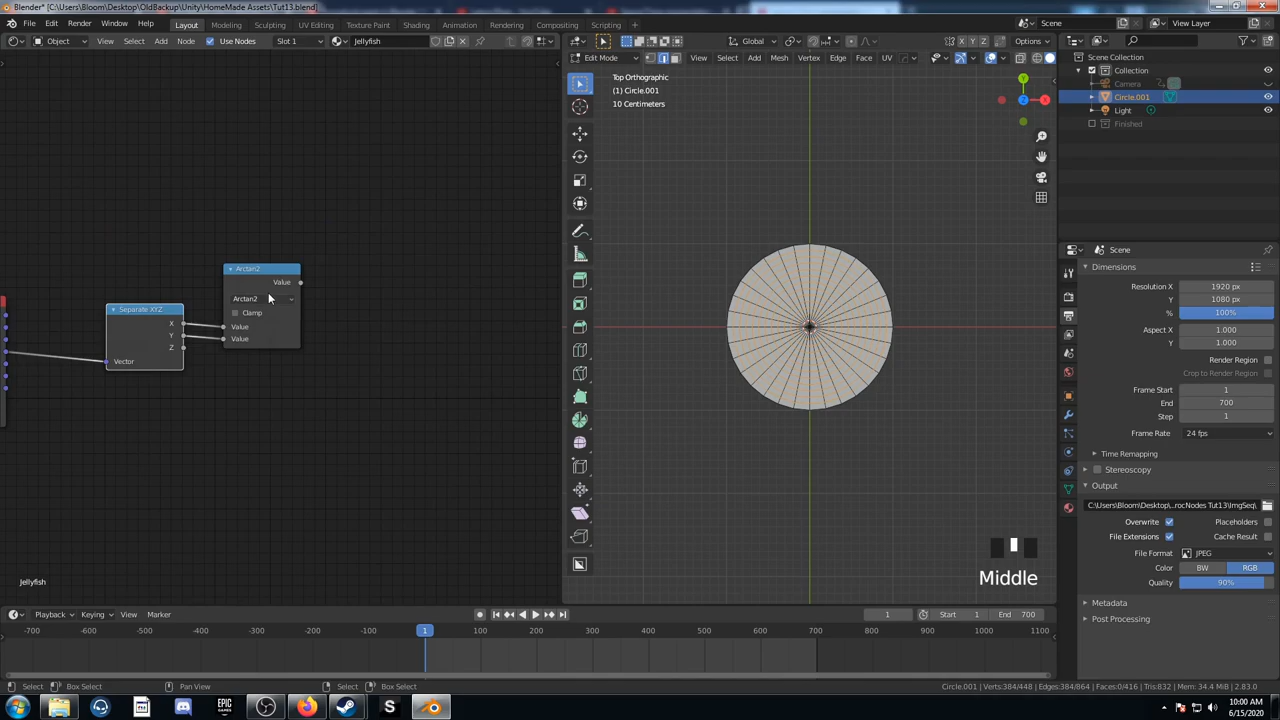 Blender* [C:\Users\Bloom\Desktop\OldBackup\Unity\HomeMade Assets\Tut13.blend]
File Edit Render Window Help Layout Modeling Sculpting UV Editing Texture Paint Shading Animation Rendering Compositing Scripting Scene View Layer
Object View Select Add Node Use Nodes Slot 1 Jellyfish Global X Y Z Options
Edit Mode View Select Add Mesh Vertex Edge Face UV
Scene Collection
Collection
Camera
Circle.001
Light
Finished
Top Orthographic
(1) Circle.001
10 Centimeters
Y
X
Z
Arctan2
Value
Arctan2
Clamp
Value
Value
Separate XYZ
X
Y
Z
Vector
Scene
Dimensions
Resolution X 1920 px
Y 1080 px
% 100%
Aspect X 1.000
Y 1.000
Render Region
Crop to Render Region
Frame Start 1
End 700
Step 1
Frame Rate 24 fps
Time Remapping
Stereoscopy
Output
C:\Users\Bloom\Desktop\..rocNodes Tut13\ImgSeq\
Overwrite Placeholders
File Extensions Cache Result
File Format JPEG
Color BW RGB
Quality 90%
Metadata
Post Processing
Middle
Jellyfish
Playback Keying View Marker 1 Start 1 End 700
-700 -600 -500 -400 -300 -200 -100 1 100 200 300 400 500 600 700 800 900 1000 1100
Select Box Select Pan View Select Box Select Circle.001 | Verts:384/448 | Edges:384/864 | Faces:0/416 | Tris:832 | Mem: 34.4 MiB | 2.83.0
EPIC GAMES
S
10:00 AM
6/15/2020